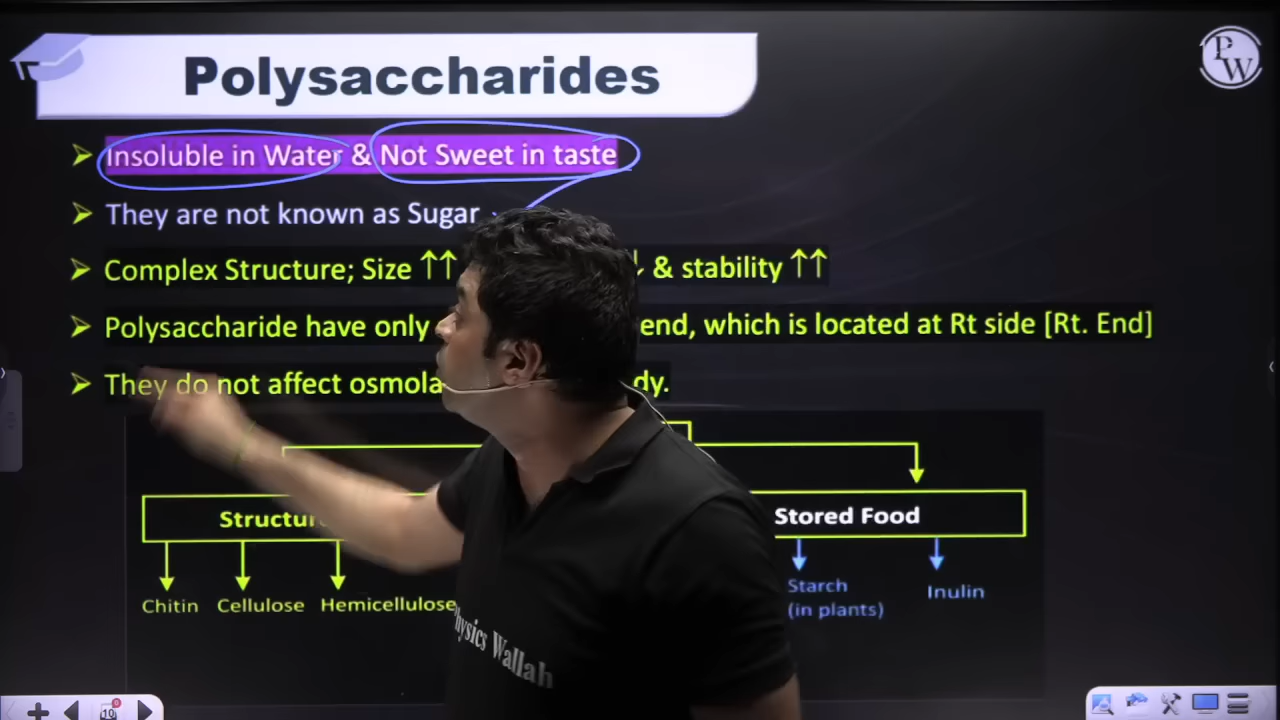 Polysaccharides
PW
Insoluble in Water & Not Sweet in taste
They are not known as Sugar
Complex Structure; Size ↑↑ & stability ↑↑
Polysaccharide have only end, which is located at Rt side [Rt. End]
They do not affect osmola dy.
Structur
Stored Food
Chitin Cellulose Hemicellulose
Starch
(in plants)
Inulin
Physics Wallah
10